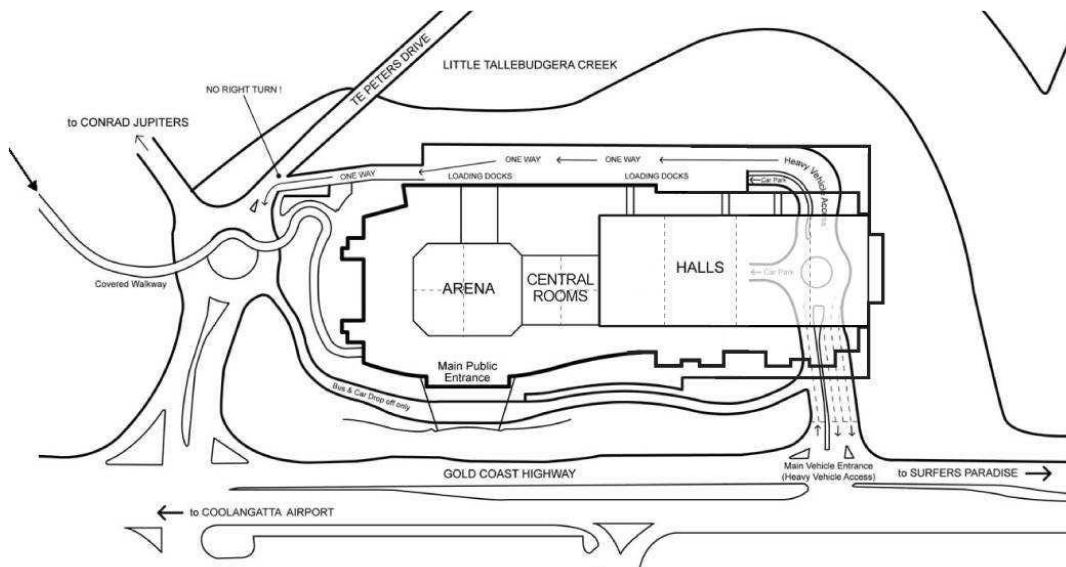 LITTLE TALLEBUDGERA CREEK
TE PETERS DRIVE
NO RIGHT TURN !
to CONRAD JUPITERS
ONE WAY
ONE WAY
ONE WAY
Heavy Vehicle Access
LOADING DOCKS
LOADING DOCKS
Car Park
Covered Walkway
ARENA
CENTRAL
ROOMS
HALLS
Car Park
Main Public
Entrance
Bus & Car Drop off only
GOLD COAST HIGHWAY
Main Vehicle Entrance
(Heavy Vehicle Access)
to SURFERS PARADISE
to COOLANGATTA AIRPORT